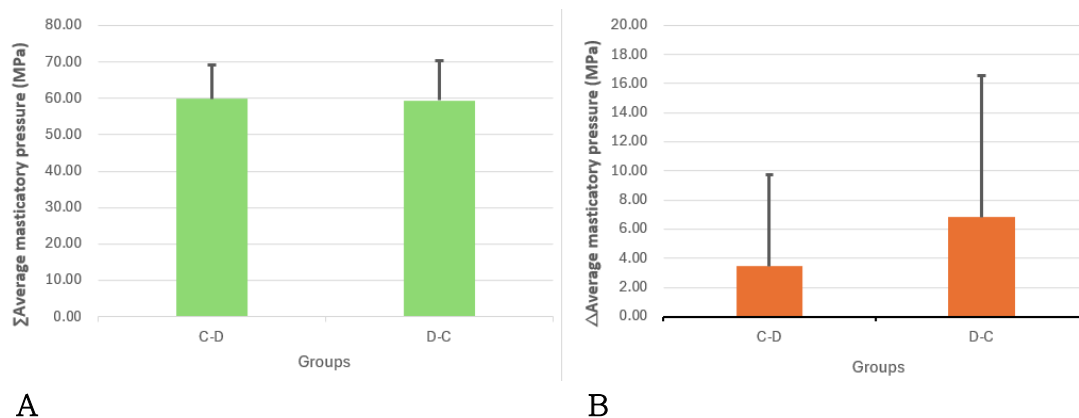 ∑Average masticatory pressure (MPa)
80.00
70.00
60.00
50.00
40.00
30.00
20.00
10.00
0.00
C-D
D-C
Groups
A
△Average masticatory pressure (MPa)
20.00
18.00
16.00
14.00
12.00
10.00
8.00
6.00
4.00
2.00
0.00
C-D
D-C
Groups
B